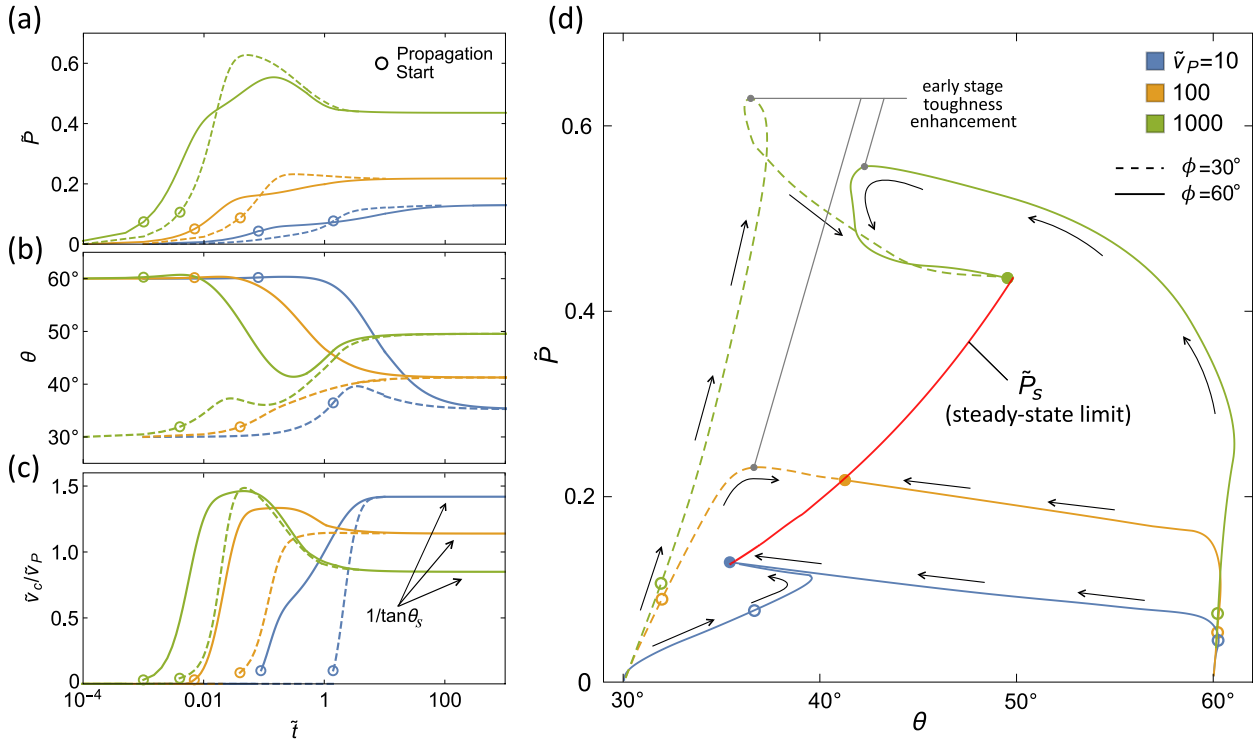 (a)
0.6
0.4
0.2
0
P̃
Propagation
Start
(b)
60°
50°
40°
30°
θ
(c)
1.5
1.0
0.5
0
ṽc/ṽP
1/tanθS
10⁻⁴ 0.01 1 100
t̃
(d)
0.6
0.4
0.2
0
P̃
early stage
toughness
enhancement
ṽP=10
100
1000
ϕ=30°
ϕ=60°
P̃S
(steady-state limit)
30° 40° 50° 60°
θ